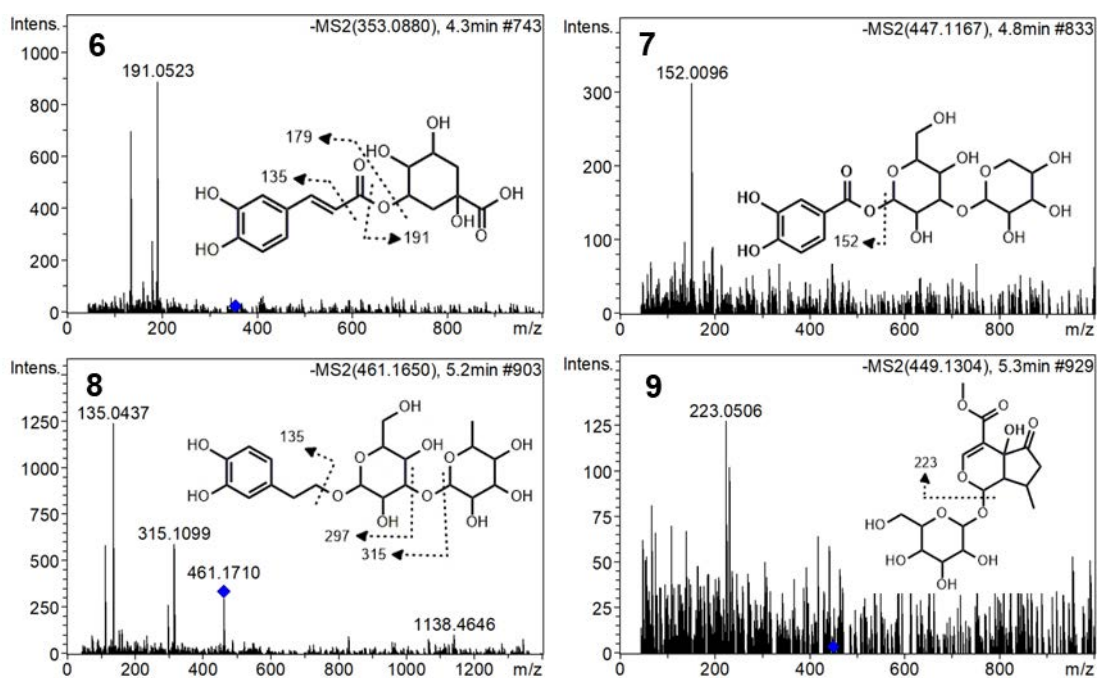 Intens.
-MS2(353.0880), 4.3min #743
6
191.0523
1000
800
600
400
200
0
0
200
400
600
800
m/z
179
135
191
HO
HO
O
O
HO
OH
OH
OH
O
Intens.
-MS2(447.1167), 4.8min #833
7
152.0096
300
200
100
0
0
200
400
600
800
m/z
152
HO
HO
O
O
O
OH
OH
OH
O
O
OH
OH
OH
Intens.
-MS2(461.1650), 5.2min #903
8
135.0437
315.1099
461.1710
1138.4646
1250
1000
750
500
250
0
0
200
400
600
800
1000
1200
m/z
135
297
315
HO
HO
O
O
OH
OH
OH
O
O
OH
OH
OH
Intens.
-MS2(449.1304), 5.3min #929
9
223.0506
125
100
75
50
25
0
0
200
400
600
800
m/z
223
O
O
OH
O
O
O
O
HO
HO
OH
OH